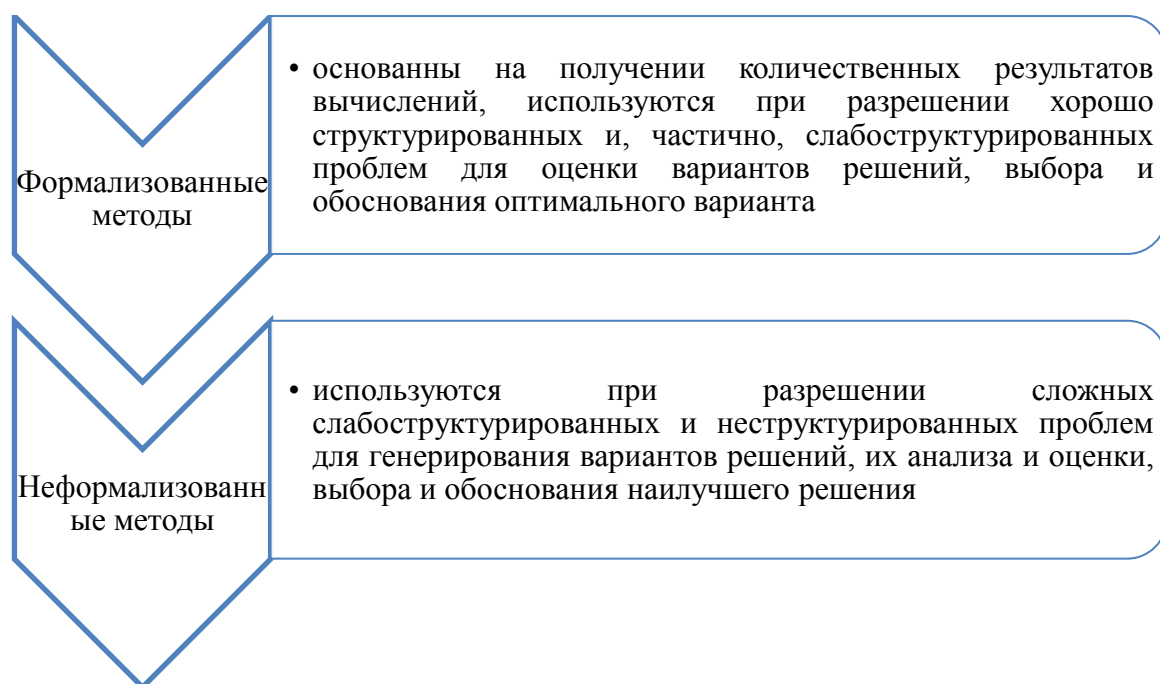 Формализованные
методы
• основанны на получении количественных результатов
вычислений, используются при разрешении хорошо
структурированных и, частично, слабоструктурированных
проблем для оценки вариантов решений, выбора и
обоснования оптимального варианта
Неформализованн
ые методы
• используются при разрешении сложных
слабоструктурированных и неструктурированных проблем
для генерирования вариантов решений, их анализа и оценки,
выбора и обоснования наилучшего решения